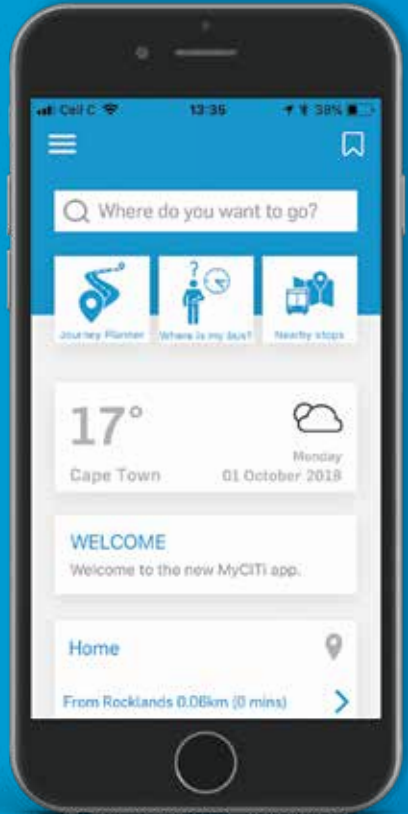 Cell C 13:35 38%
Where do you want to go?
Journey Planner Where is my bus? Nearby stops
?
17°
Cape Town
Monday
01 October 2018
WELCOME
Welcome to the new MyCiTi app.
Home
From Rocklands 0.06km (0 mins)